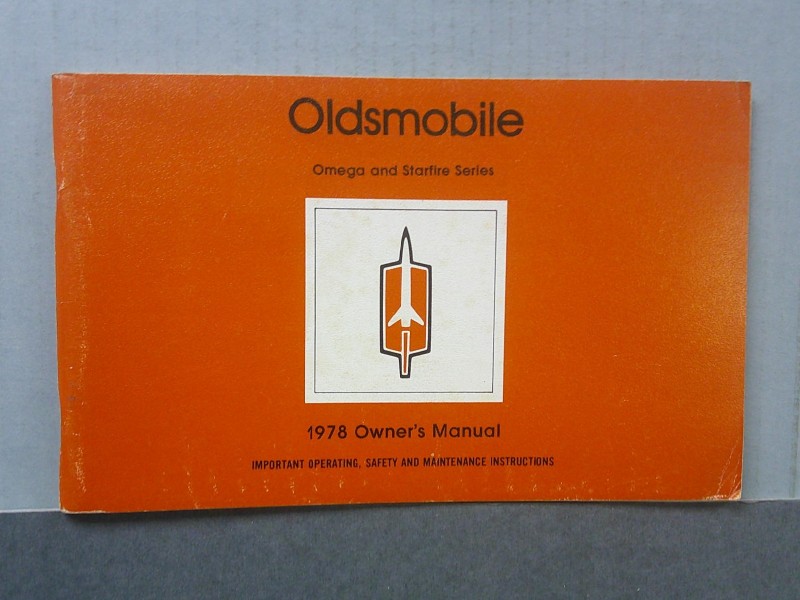 Oldsmobile
Omega and Starfire Series
1978 Owner's Manual
IMPORTANT OPERATING, SAFETY AND MAINTENANCE INSTRUCTIONS